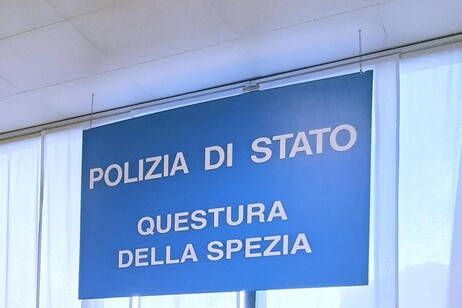 POLIZIA DI STATO
QUESTURA
DELLA SPEZIA